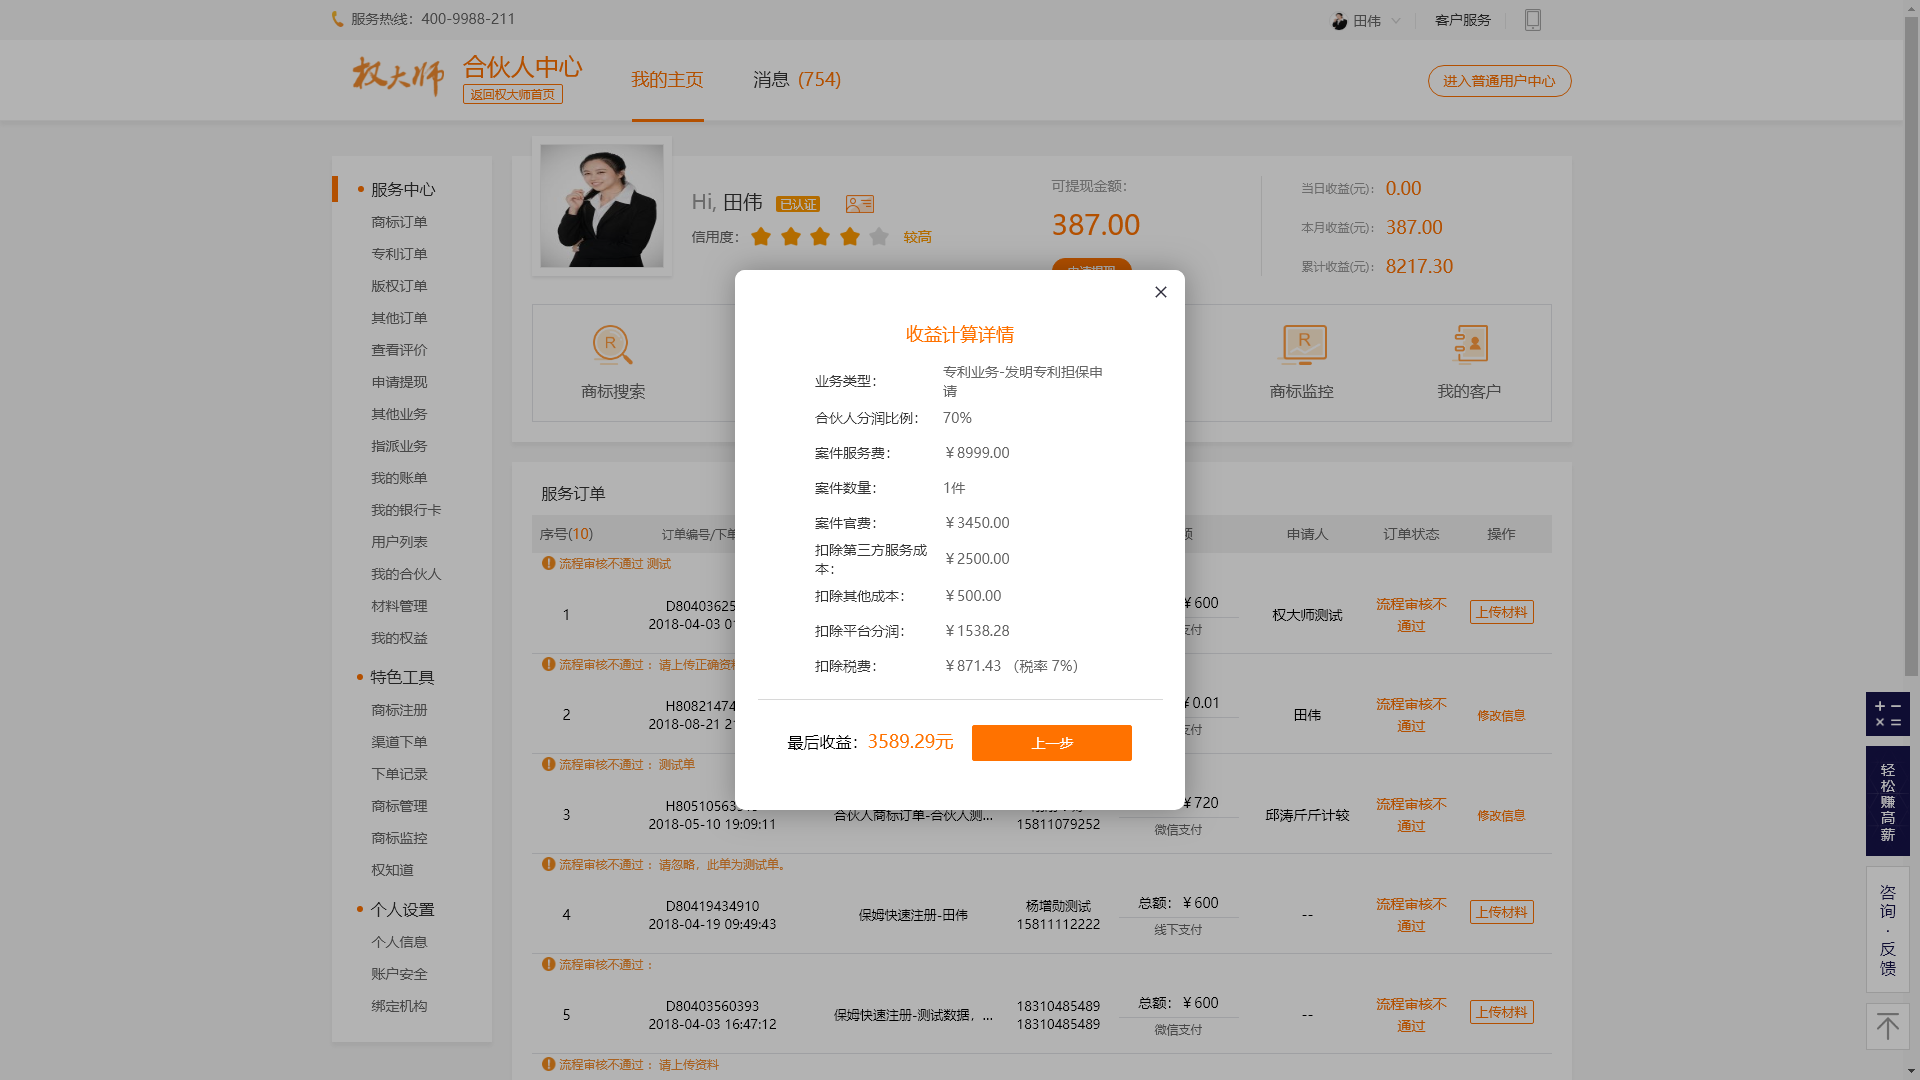 服务热线：400-9988-211
田伟
客户服务
权大师
合伙人中心
返回权大师首页
我的主页
消息 (754)
进入普通用户中心
服务中心
商标订单
专利订单
版权订单
其他订单
查看评价
申请提现
其他业务
指派业务
我的账单
我的银行卡
用户列表
我的合伙人
材料管理
我的权益
特色工具
商标注册
渠道下单
下单记录
商标管理
商标监控
权知道
个人设置
个人信息
账户安全
绑定机构
Hi, 田伟 已认证
信用度： 较高
可提现金额：
387.00
当日收益(元)： 0.00
本月收益(元)： 387.00
累计收益(元)： 8217.30
商标搜索
商标监控
我的客户
收益计算详情
业务类型： 专利业务-发明专利担保申
请
合伙人分润比例： 70%
案件服务费： ￥8999.00
案件数量： 1件
案件官费： ￥3450.00
扣除第三方服务成
本： ￥2500.00
扣除其他成本： ￥500.00
扣除平台分润： ￥1538.28
扣除税费： ￥871.43 （税率 7%）
最后收益：3589.29元
上一步
服务订单
序号(10) 订单编号/下单 申请人 订单状态 操作
流程审核不通过 测试
1
D80403625
2018-04-03
￥600
权大师测试
流程审核不
通过
上传材料
流程审核不通过 ：请上传正确资
2
H80821474
2018-08-21
￥0.01
田伟
流程审核不
通过
修改信息
流程审核不通过 ：测试单
3
H80510563
2018-05-10 19:09:11
合伙人商标订单-合伙人测...
15811079252
￥720
微信支付
邱涛斤斤计较
流程审核不
通过
修改信息
流程审核不通过 ：请忽略，此单为测试单。
4
D80419434910
2018-04-19 09:49:43
保姆快速注册-田伟
杨增勋测试
15811112222
总额：￥600
线下支付
--
流程审核不
通过
上传材料
流程审核不通过 ：
5
D80403560393
2018-04-03 16:47:12
保姆快速注册-测试数据，...
18310485489
18310485489
总额：￥600
微信支付
--
流程审核不
通过
上传材料
流程审核不通过 ：请上传资料
轻松赚高薪
咨询·反馈